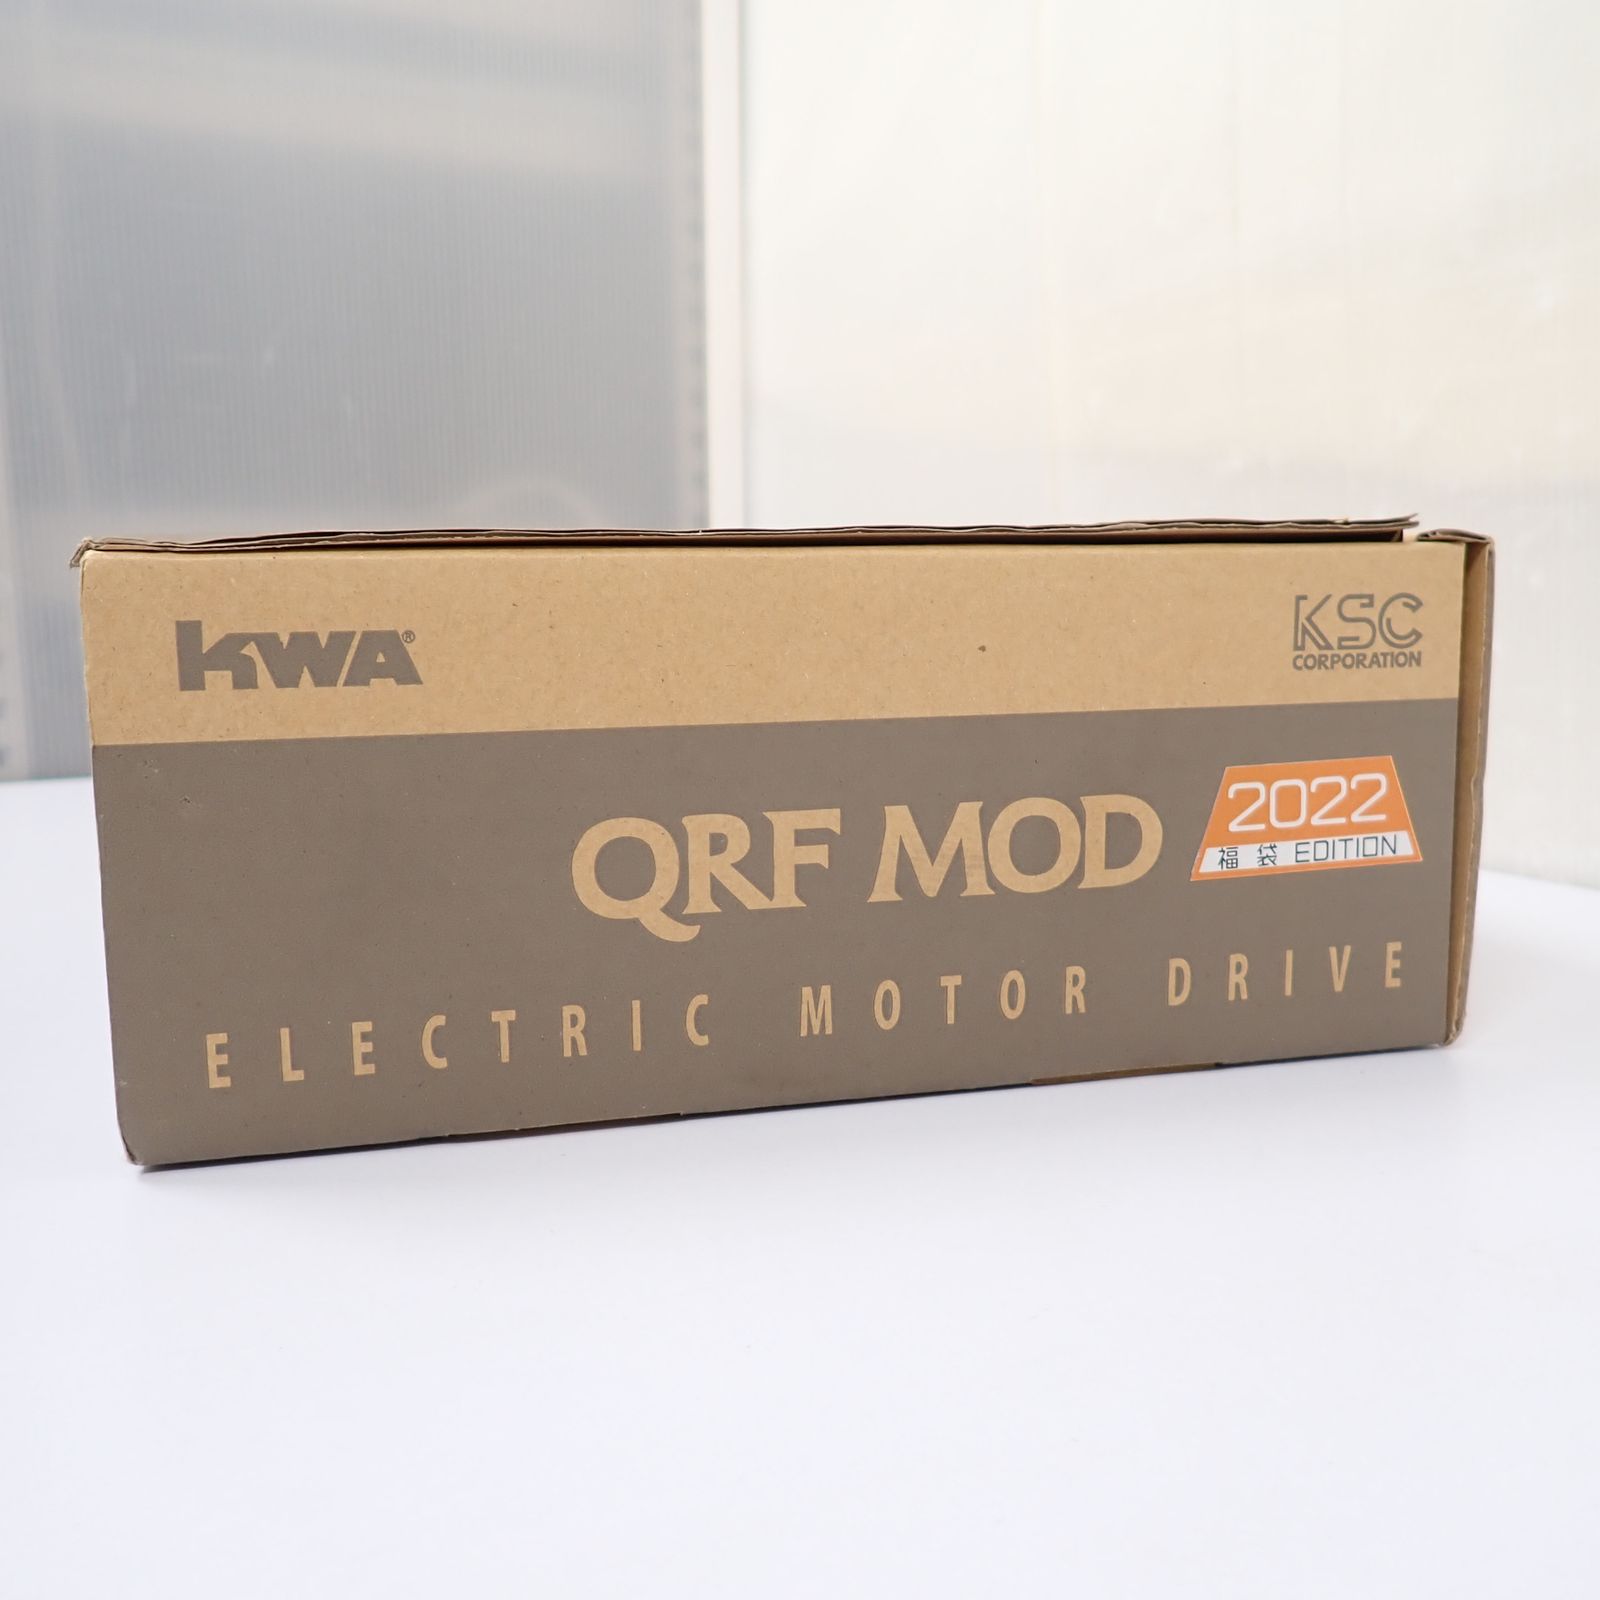 KWA®
KSC
CORPORATION
QRF MOD
2022
福袋 EDITION
ELECTRIC MOTOR DRIVE